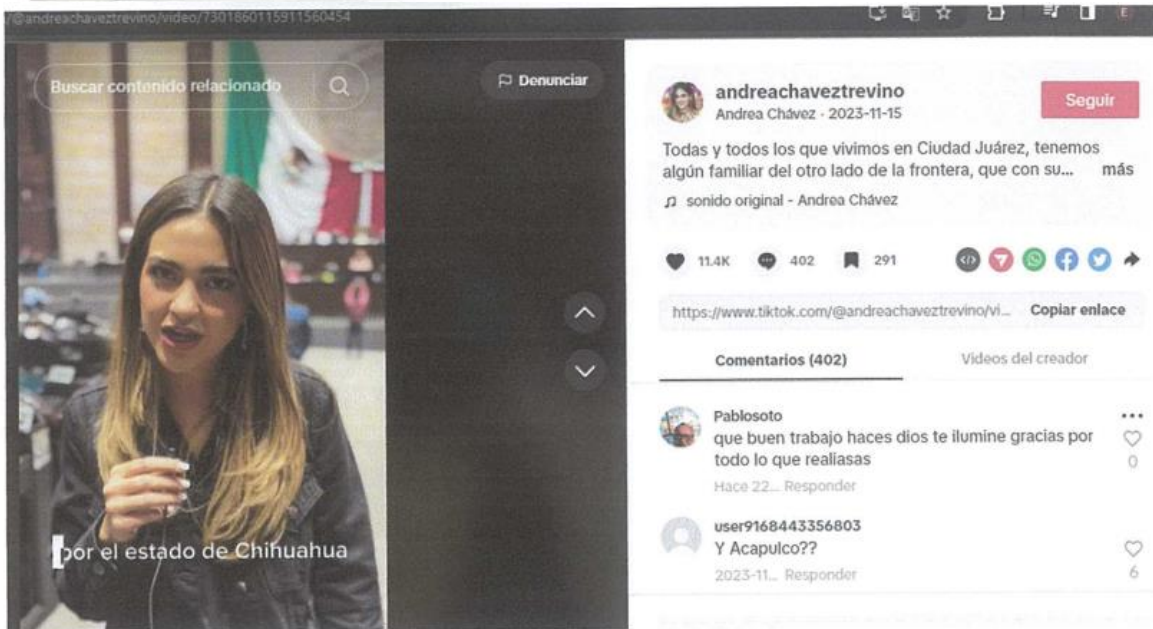 /@andreachaveztrevino/video/7301860115911560454
Buscar contenido relacionado
Denunciar
por el estado de Chihuahua
andreachaveztrevino
Andrea Chávez · 2023-11-15
Seguir
Todas y todos los que vivimos en Ciudad Juárez, tenemos
algún familiar del otro lado de la frontera, que con su... más
sonido original - Andrea Chávez
11.4K 402 291
https://www.tiktok.com/@andreachaveztrevino/vi... Copiar enlace
Comentarios (402) Videos del creador
Pablosoto
que buen trabajo haces dios te ilumine gracias por
todo lo que realiasas
0
Hace 22... Responder
user9168443356803
Y Acapulco??
2023-11... Responder
6